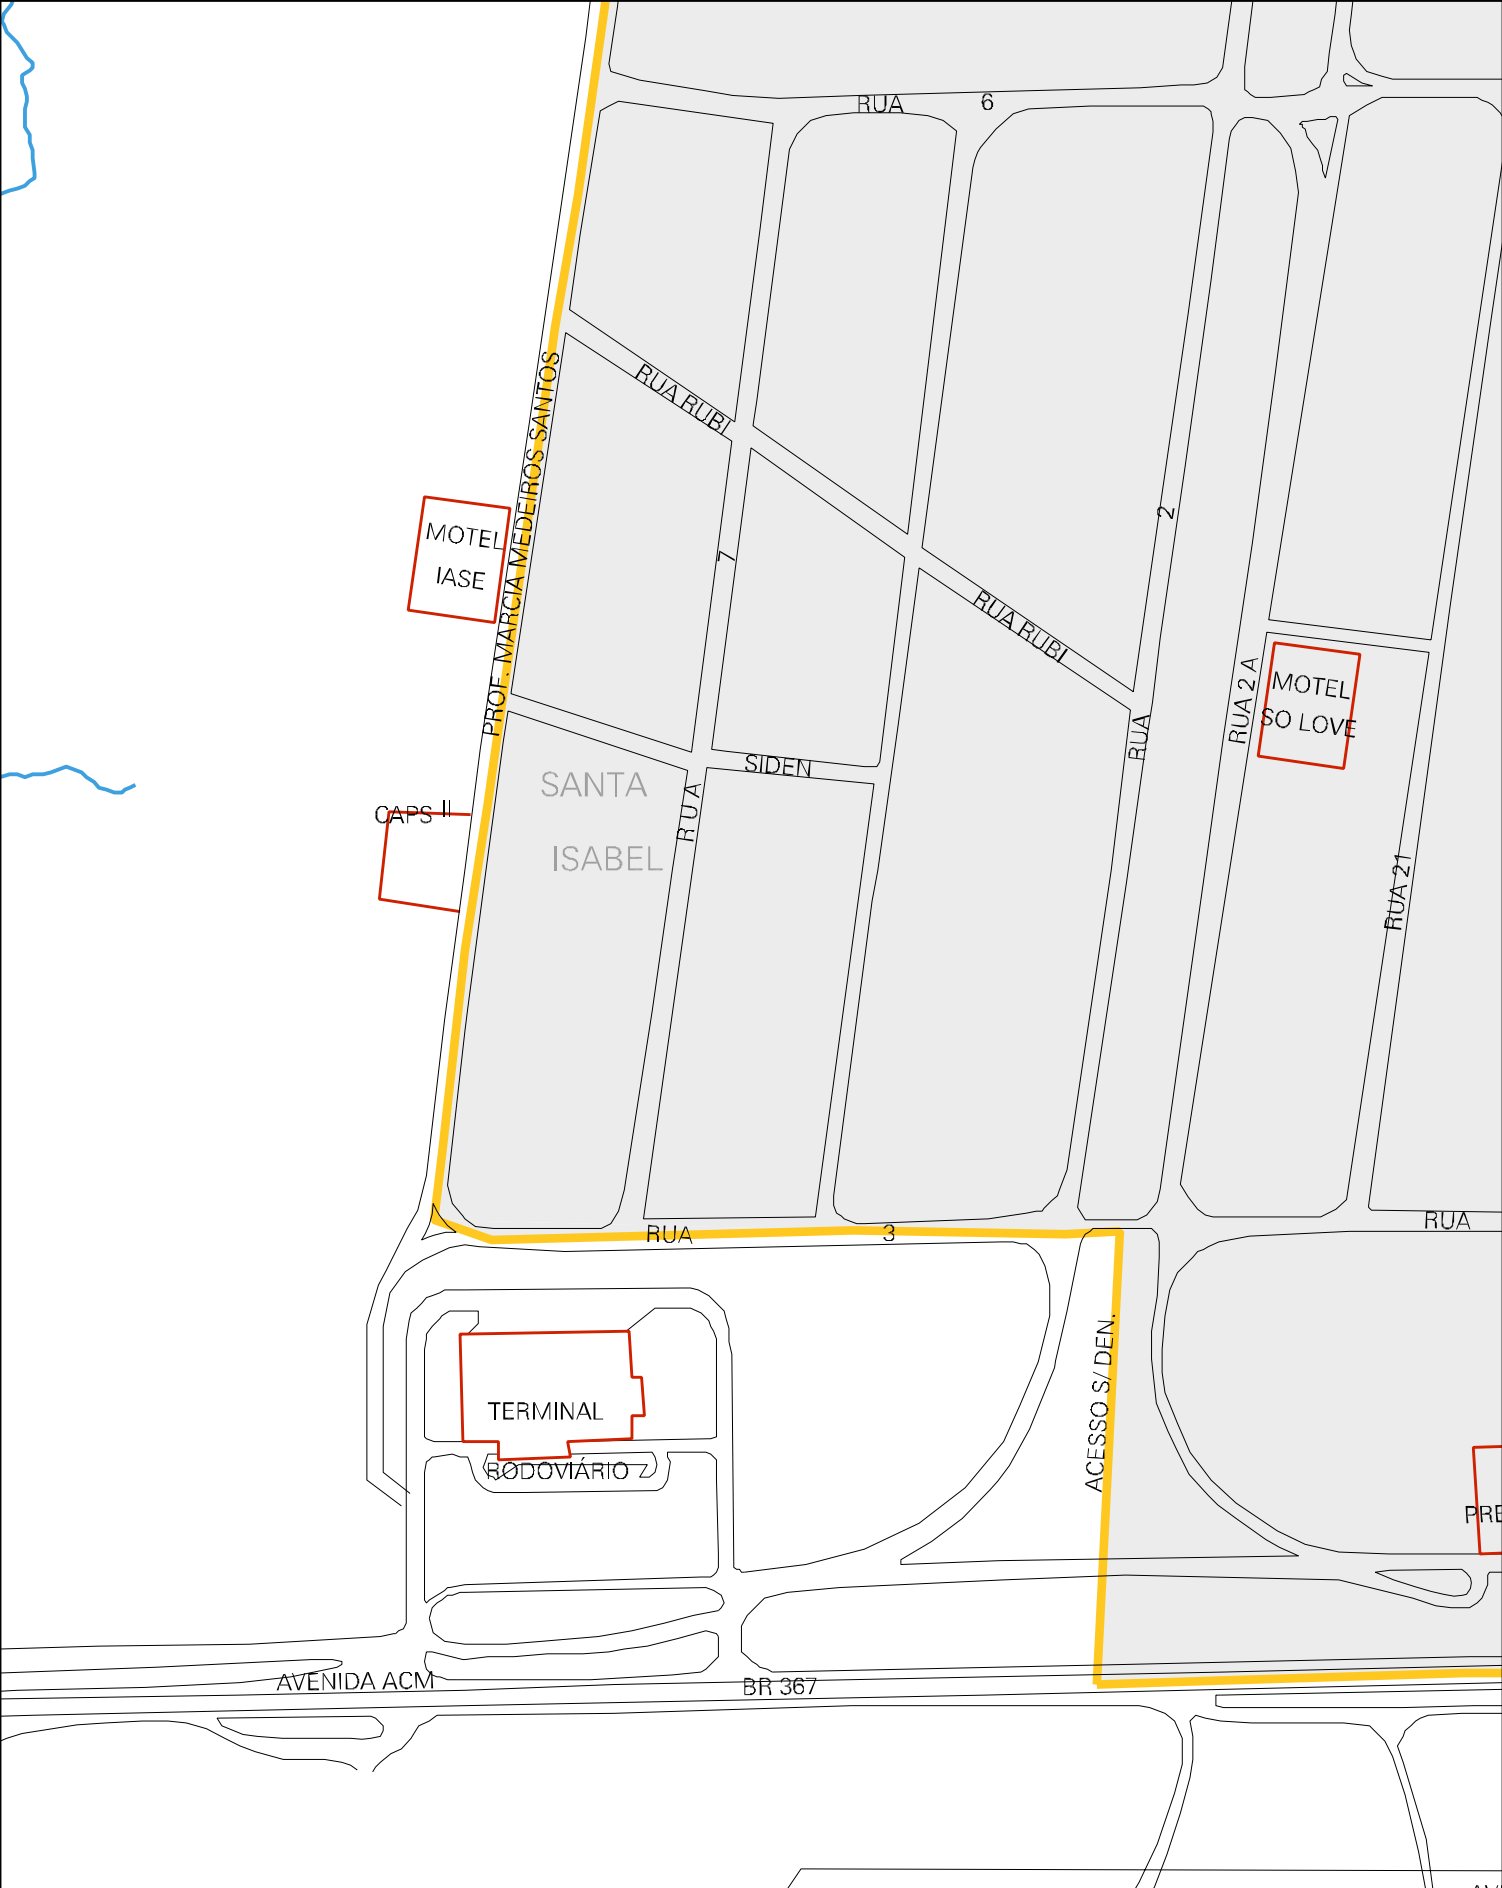 RUA 6
RUA RUBI
PROF. MARCIA MEDEIROS SANTOS
MOTEL
IASE
7
2
RUA RUBI
RUA 2 A
MOTEL
SO LOVE
RUA
SIDEN
SANTA
ISABEL
RUA
CAPS II
RUA 21
RUA 3
RUA
ACESSO S/ DEN.
TERMINAL
RODOVIÁRIO
PRE
AVENIDA ACM
BR 367